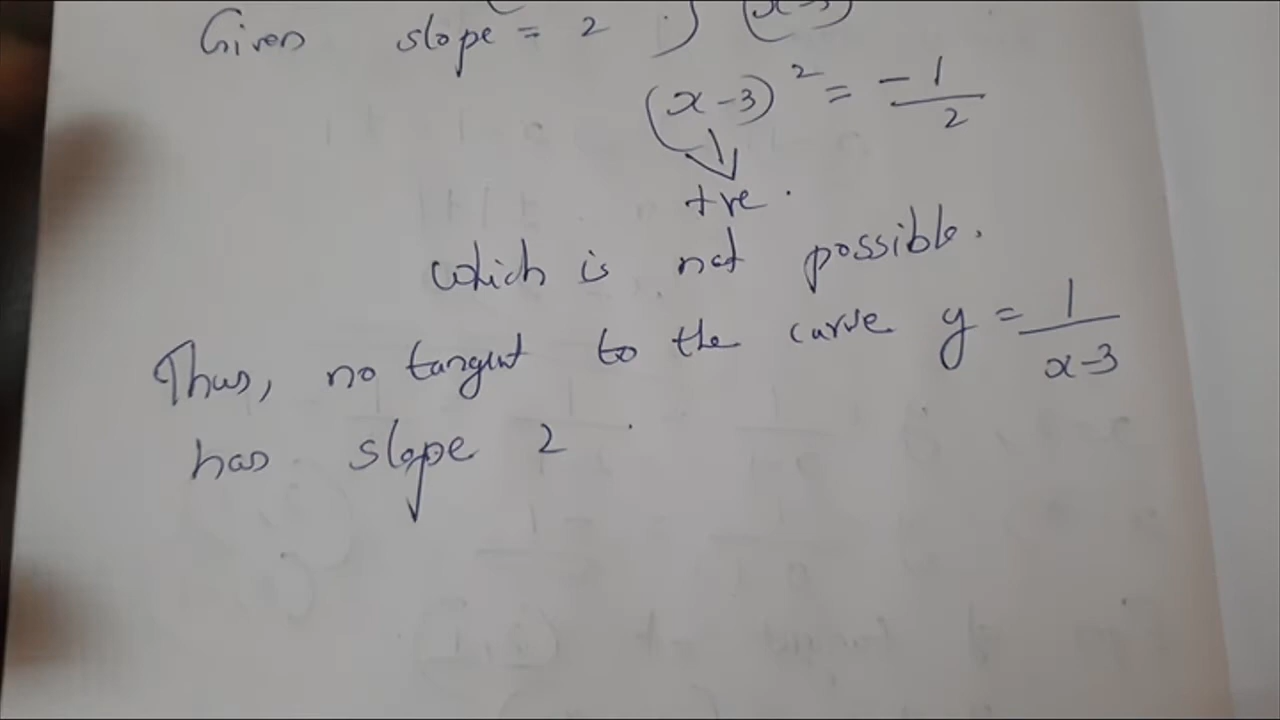 Given slope = 2 } (x-3)
(x-3)² = -1/2
+ve.
which is not possible.
Thus, no tangent to the curve y = 1/(x-3)
has slope 2.